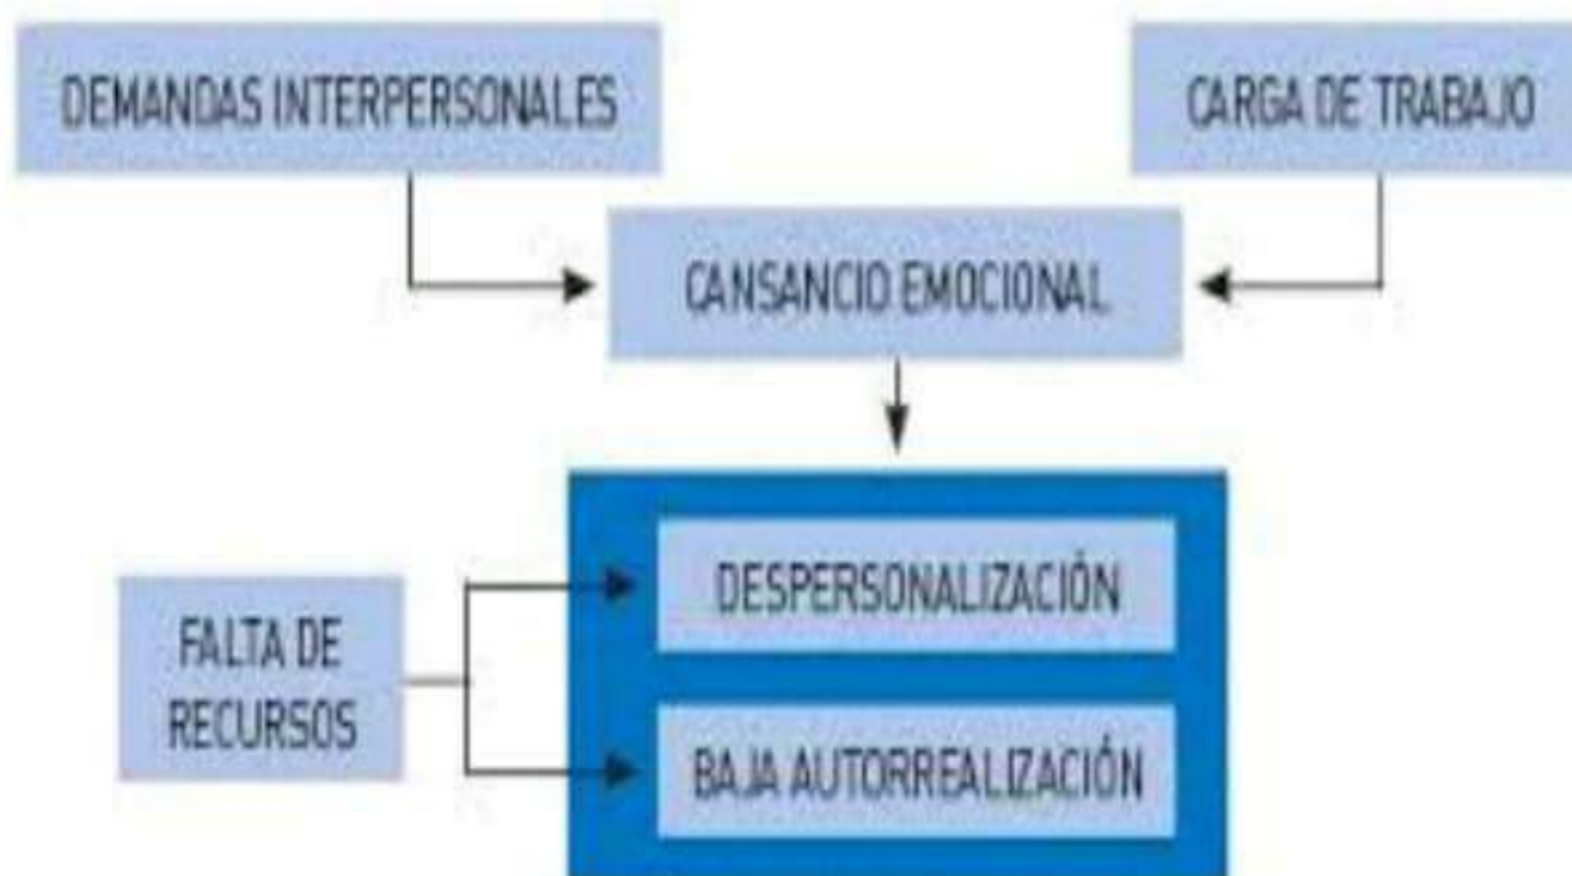 DEMANDAS INTERPERSONALES
CARGA DE TRABAJO
CANSANCIO EMOCIONAL
DESPERSONALIZACIÓN
FALTA DE
RECURSOS
BAJA AUTORREALIZACIÓN